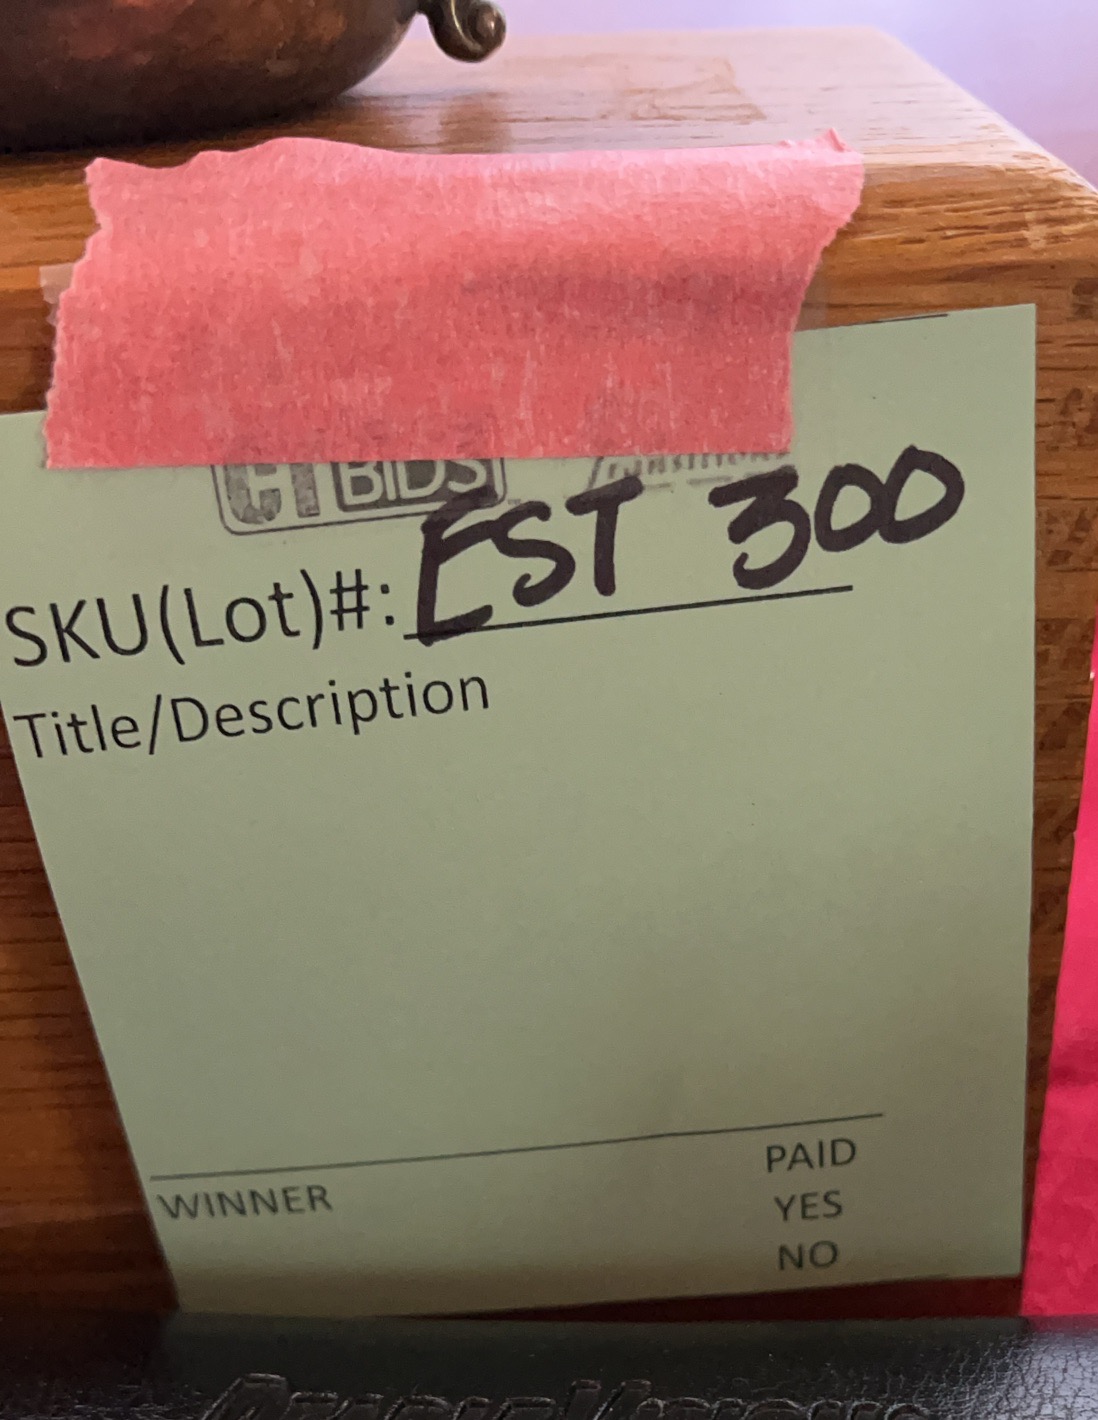 CT BIDS
SKU(Lot)#: EST 300
Title/Description
WINNER
PAID
YES
NO